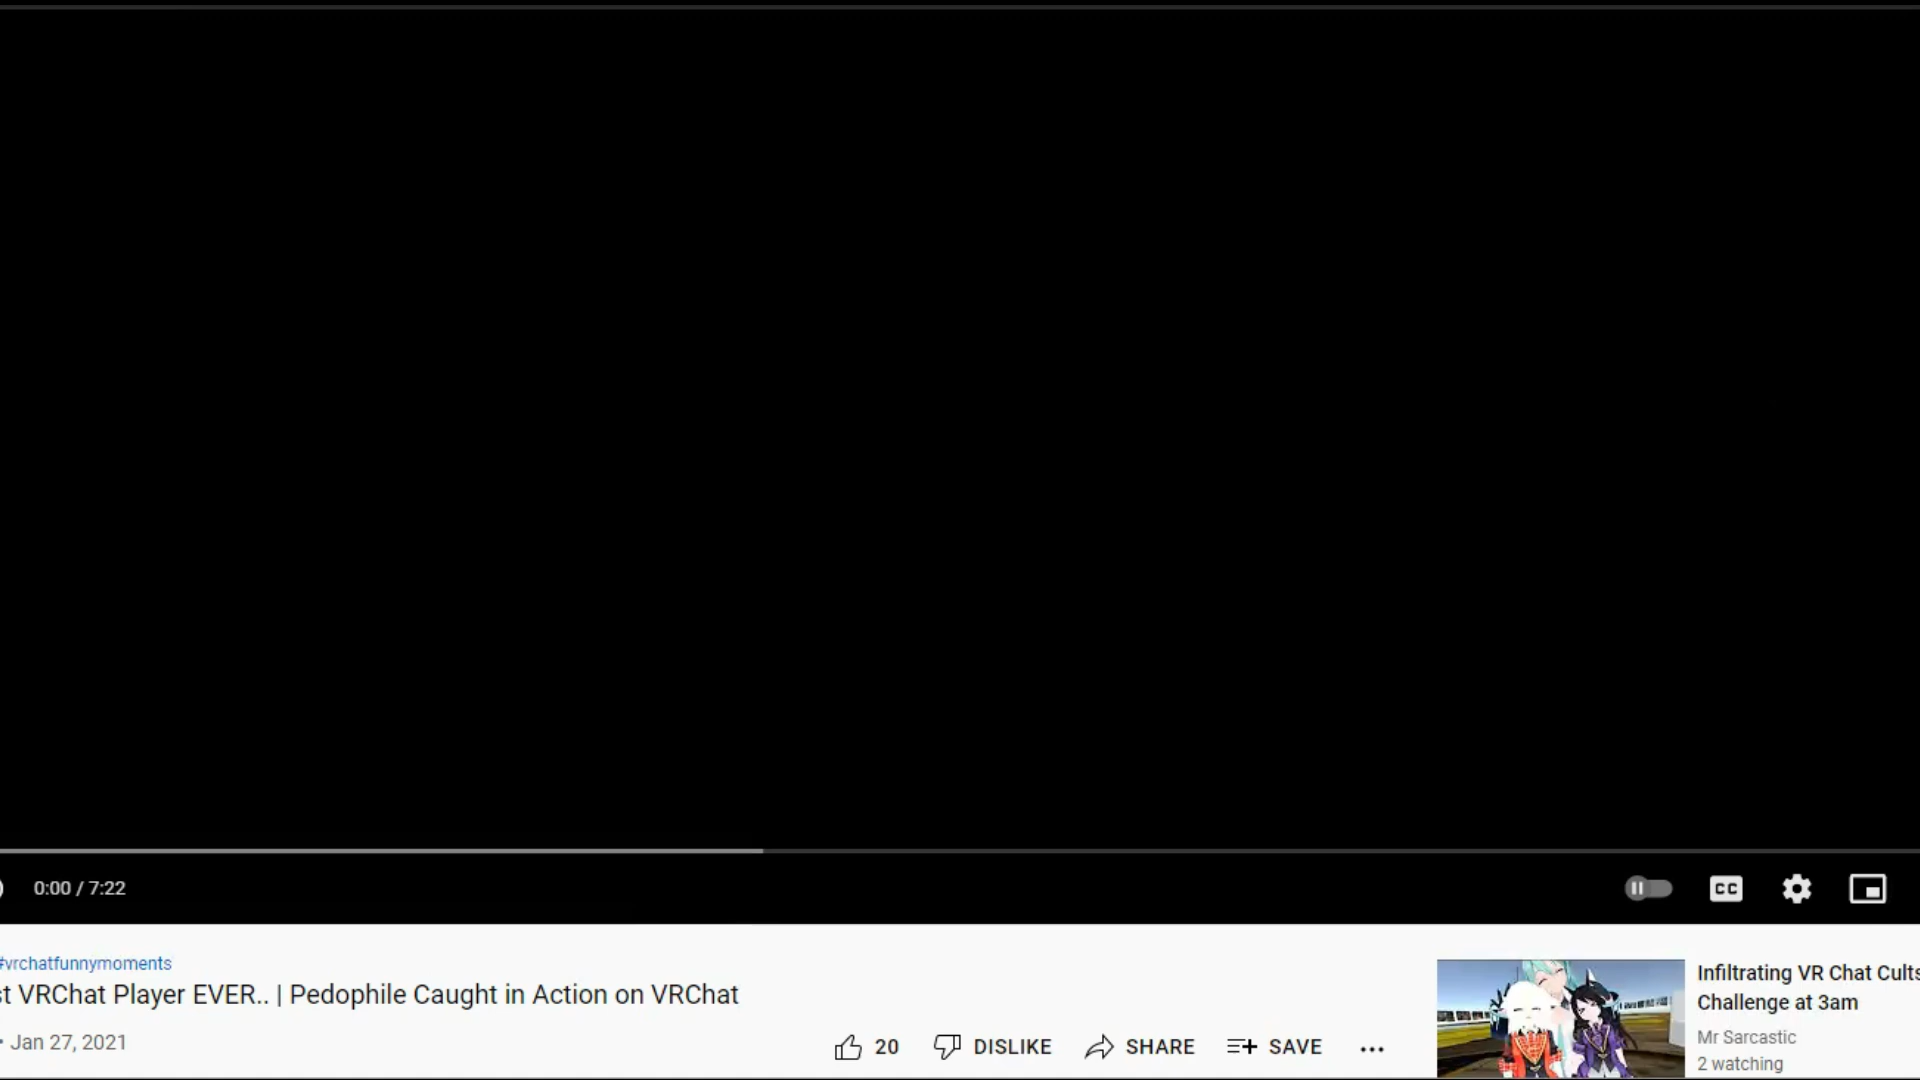 0:00 / 7:22
CC
#vrchatfunnymoments
VRChat Player EVER.. | Pedophile Caught in Action on VRChat
• Jan 27, 2021
20 DISLIKE SHARE SAVE
Infiltrating VR Chat Cults
Challenge at 3am
Mr Sarcastic
2 watching